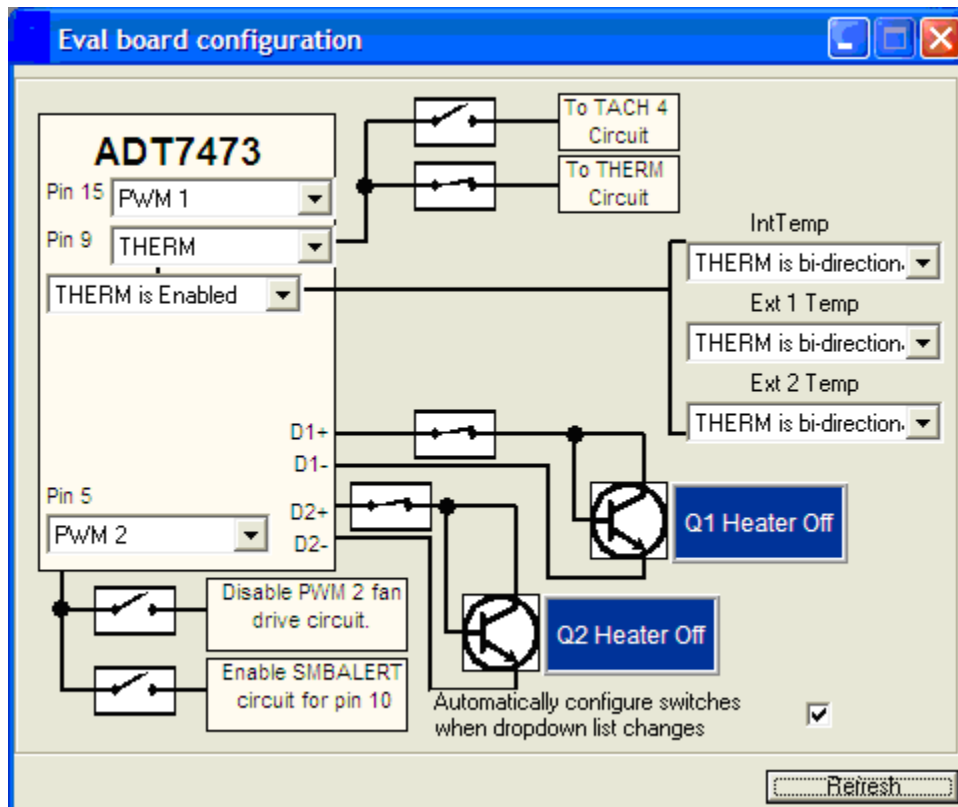 Eval board configuration
ADT7473
Pin 15
PWM 1
Pin 9
THERM
THERM is Enabled
To TACH 4
Circuit
To THERM
Circuit
IntTemp
THERM is bi-direction
Ext 1 Temp
THERM is bi-direction
Ext 2 Temp
THERM is bi-direction
D1+
D1-
D2+
D2-
Pin 5
PWM 2
Q1 Heater Off
Q2 Heater Off
Disable PWM 2 fan
drive circuit.
Enable SMBALERT
circuit for pin 10
Automatically configure switches
when dropdown list changes
Refresh